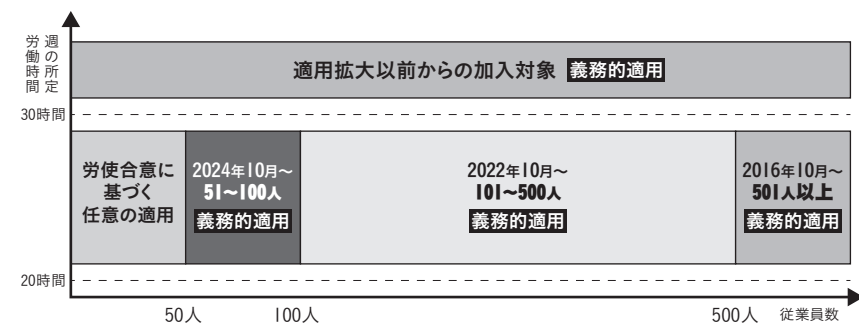 週の所定
労働時間
適用拡大以前からの加入対象 義務的適用
30時間
労使合意に
基づく
任意の適用
2024年10月～
51～100人
義務的適用
2022年10月～
101～500人
義務的適用
2016年10月～
501人以上
義務的適用
20時間
50人
100人
500人
従業員数